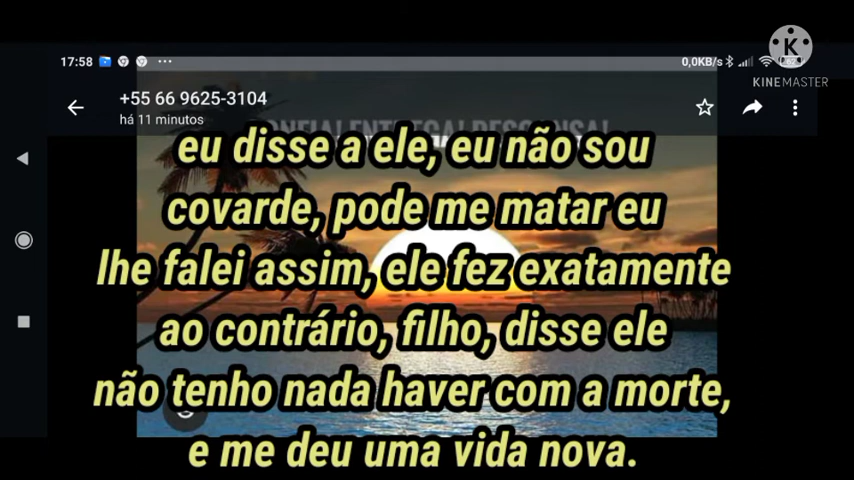 17:58
0,0KB/s
KINEMASTER
+55 66 9625-3104
há 11 minutos
eu disse a ele, eu não sou
covarde, pode me matar eu
lhe falei assim, ele fez exatamente
ao contrário, filho, disse ele
não tenho nada haver com a morte,
e me deu uma vida nova.